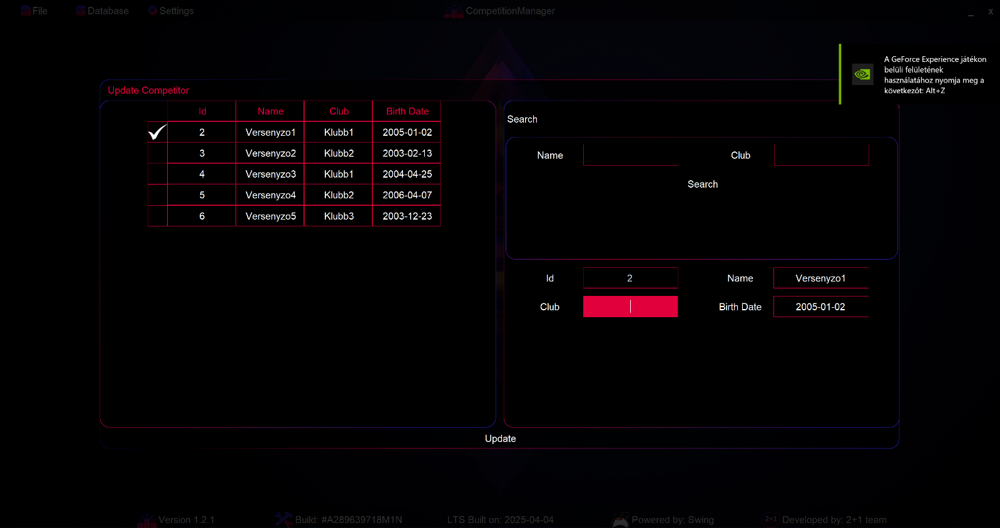 File Database Settings CompetitionManager _ x
A GeForce Experience játékon
belüli felületének
használatához nyomja meg a
következőt: Alt+Z
Update Competitor
Id Name Club Birth Date
2 Versenyzo1 Klubb1 2005-01-02
3 Versenyzo2 Klubb2 2003-02-13
4 Versenyzo3 Klubb1 2004-04-25
5 Versenyzo4 Klubb2 2006-04-07
6 Versenyzo5 Klubb3 2003-12-23
Search
Name Club
Search
Id 2 Name Versenyzo1
Club Birth Date 2005-01-02
Update
Version 1.2.1 Build: #A289639718M1N LTS Built on: 2025-04-04 Powered by: Swing 2+1 Developed by: 2+1 team